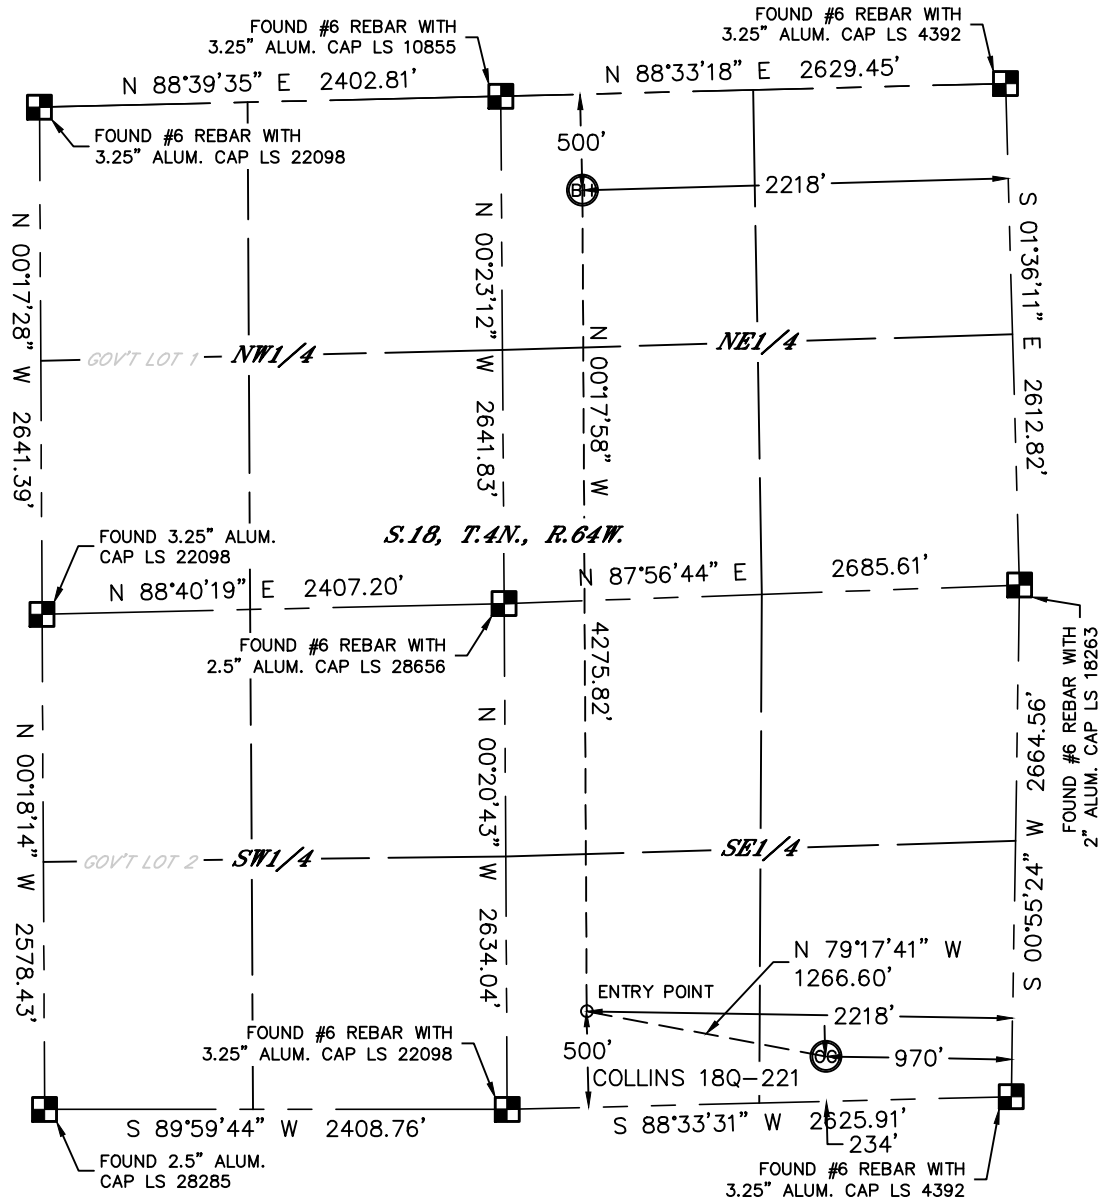 FOUND #6 REBAR WITH
3.25" ALUM. CAP LS 10855
FOUND #6 REBAR WITH
3.25" ALUM. CAP LS 4392
N 88°39'35" E 2402.81'
N 88°33'18" E 2629.45'
FOUND #6 REBAR WITH
3.25" ALUM. CAP LS 22098
500'
BH
2218'
N 00°17'28" W 2641.39'
N 00°23'12" W 2641.83'
N 00°17'58" W 4275.82'
S 01°36'11" E 2612.82'
GOV'T LOT 1
NW1/4
NE1/4
S.18, T.4N., R.64W.
FOUND 3.25" ALUM.
CAP LS 22098
N 88°40'19" E 2407.20'
N 87°56'44" E 2685.61'
FOUND #6 REBAR WITH
2.5" ALUM. CAP LS 28656
FOUND #6 REBAR WITH
2" ALUM. CAP LS 18263
N 00°18'14" W 2578.43'
N 00°20'43" W 2634.04'
S 00°55'24" W 2664.56'
GOV'T LOT 2
SW1/4
SE1/4
N 79°17'41" W
1266.60'
ENTRY POINT
2218'
OG
970'
500'
COLLINS 18Q-221
FOUND #6 REBAR WITH
3.25" ALUM. CAP LS 22098
S 89°59'44" W 2408.76'
S 88°33'31" W 2625.91'
234'
FOUND 2.5" ALUM.
CAP LS 28285
FOUND #6 REBAR WITH
3.25" ALUM. CAP LS 4392